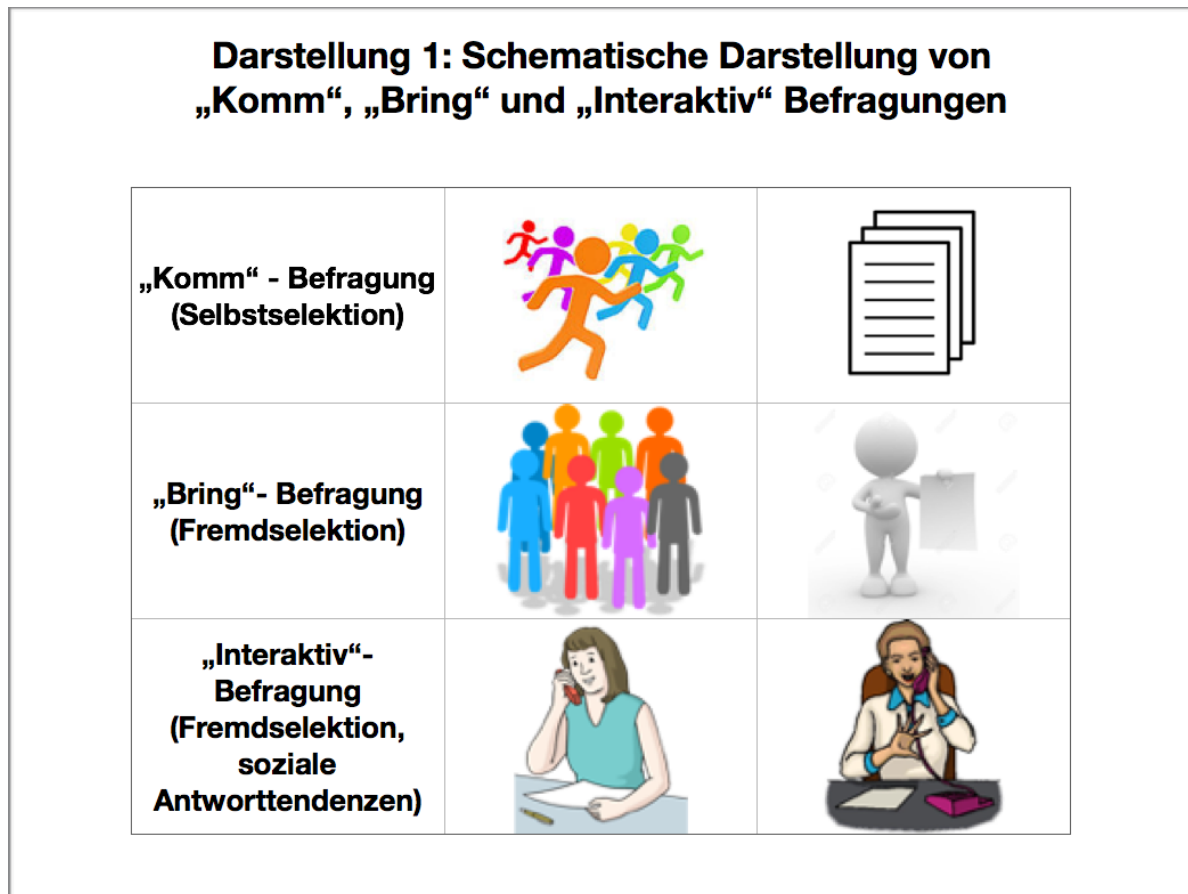 Darstellung 1: Schematische Darstellung von
„Komm“, „Bring“ und „Interaktiv“ Befragungen
„Komm“ - Befragung
(Selbstselektion)
„Bring“- Befragung
(Fremdselektion)
„Interaktiv“-
Befragung
(Fremdselektion,
soziale
Antworttendenzen)